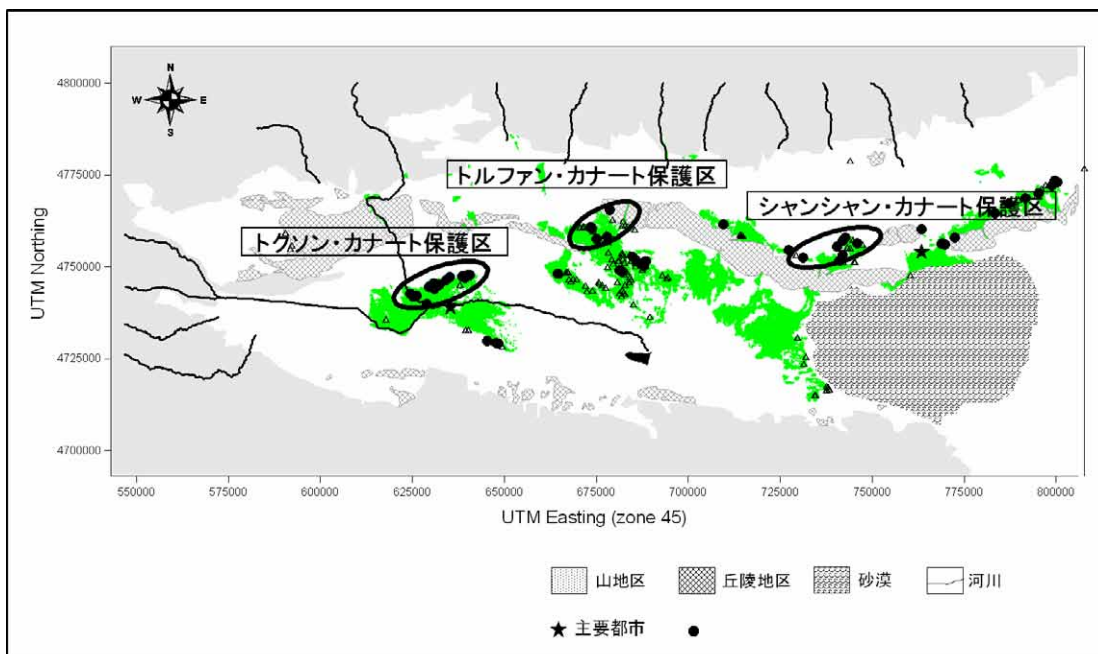 N
W E
S
4800000
4775000
4750000
4725000
4700000
UTM Northing
トルファン・カナート保護区
シャンシャン・カナート保護区
トクソン・カナート保護区
550000 575000 600000 625000 650000 675000 700000 725000 750000 775000 800000
UTM Easting (zone 45)
山地区 丘陵地区 砂漠 河川
主要都市